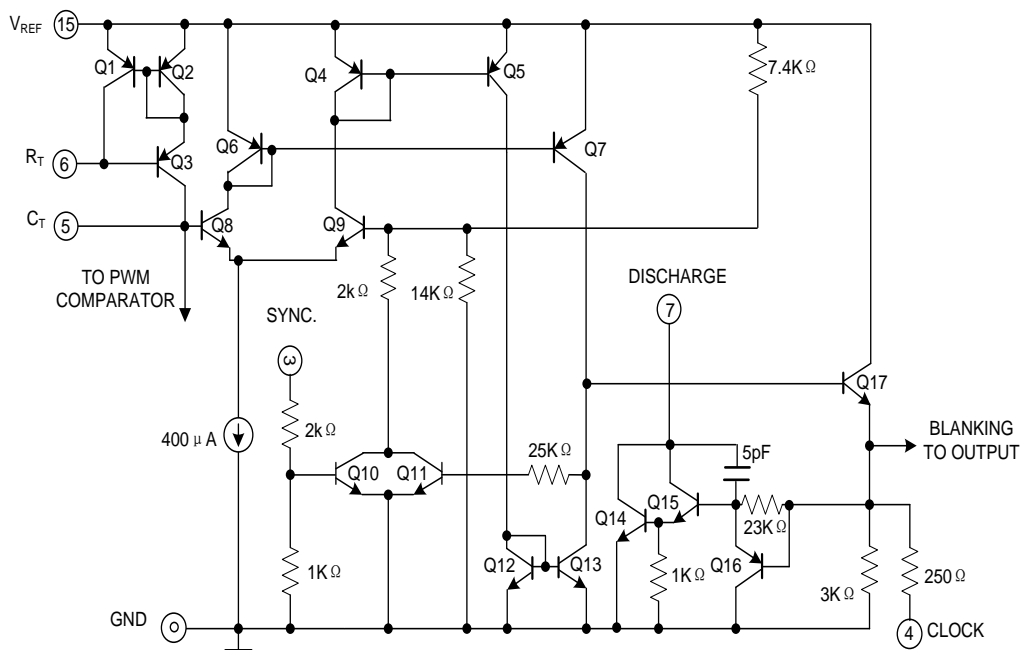 VREF 15
Q1
Q2
Q4
Q5
7.4KΩ
Q6
Q7
RT 6
Q3
CT 5
Q8
Q9
TO PWM
COMPARATOR
2kΩ
14KΩ
DISCHARGE
7
SYNC.
3
Q17
400 μA
2kΩ
BLANKING
TO OUTPUT
25KΩ
5pF
Q10
Q11
Q14
Q15
23KΩ
Q12
Q13
Q16
1KΩ
1KΩ
3KΩ
250Ω
GND 0
4 CLOCK